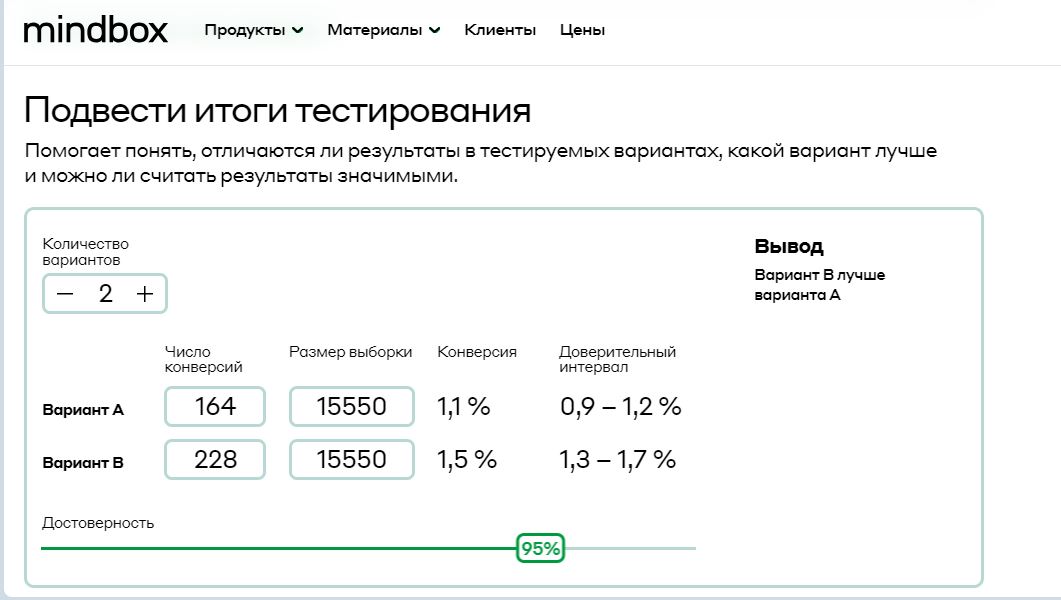 mindbox Продукты Материалы Клиенты Цены
Подвести итоги тестирования
Помогает понять, отличаются ли результаты в тестируемых вариантах, какой вариант лучше
и можно ли считать результаты значимыми.
Количество
вариантов
− 2 +
Вывод
Вариант B лучше
варианта A
Число
конверсий
Размер выборки
Конверсия
Доверительный
интервал
Вариант A 164 15550 1,1 % 0,9 – 1,2 %
Вариант B 228 15550 1,5 % 1,3 – 1,7 %
Достоверность
95%